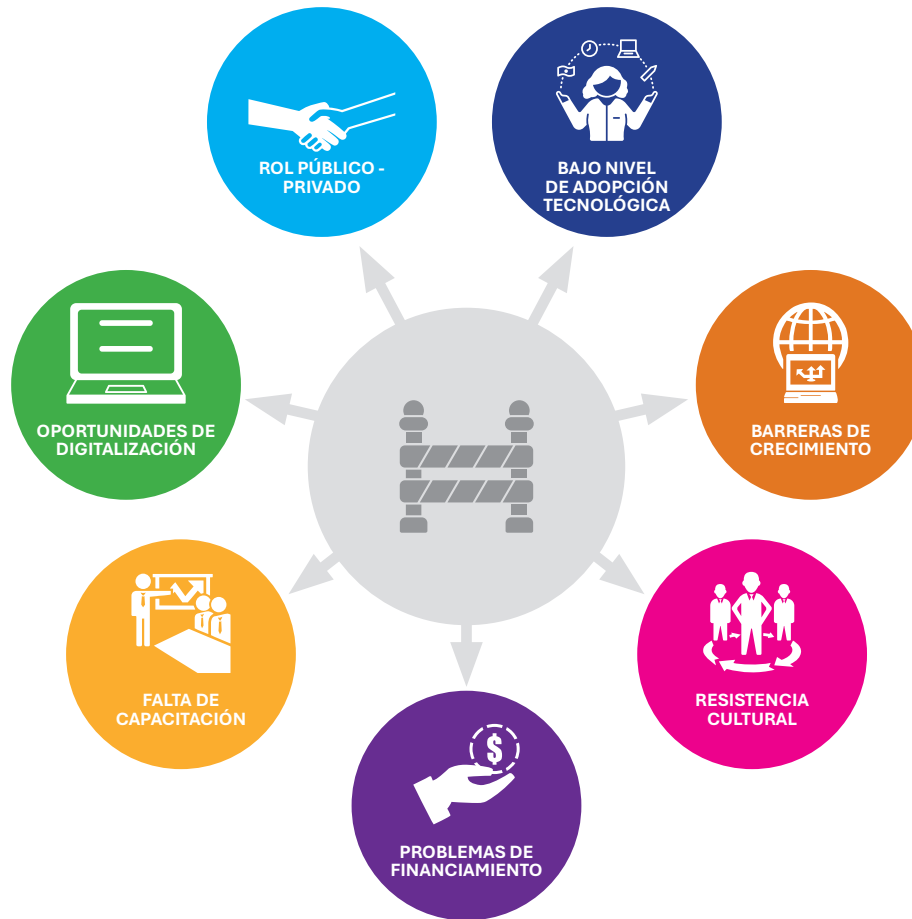 ROL PÚBLICO -
PRIVADO
BAJO NIVEL
DE ADOPCIÓN
TECNOLÓGICA
OPORTUNIDADES DE
DIGITALIZACIÓN
BARRERAS DE
CRECIMIENTO
FALTA DE
CAPACITACIÓN
RESISTENCIA
CULTURAL
$
PROBLEMAS DE
FINANCIAMIENTO